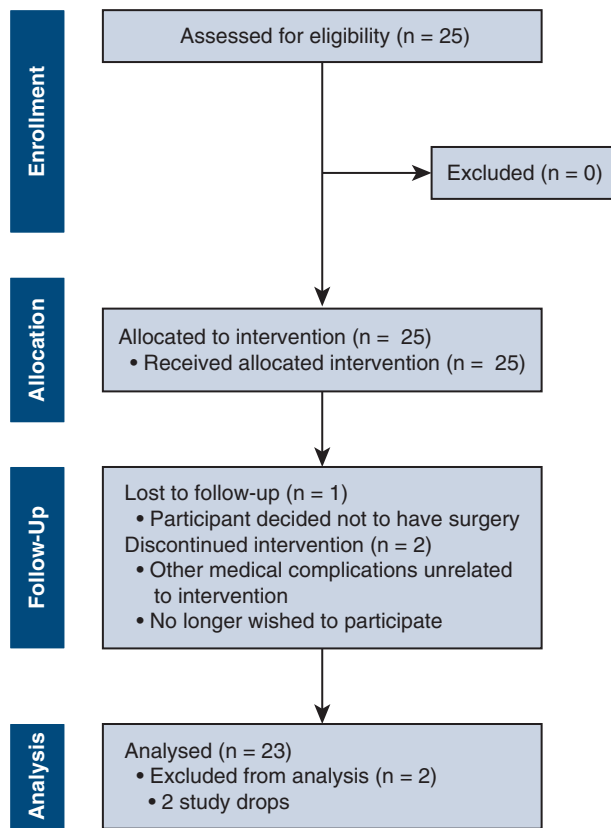 Enrollment
Assessed for eligibility (n = 25)
Excluded (n = 0)
Allocation
Allocated to intervention (n = 25)
• Received allocated intervention (n = 25)
Follow-Up
Lost to follow-up (n = 1)
• Participant decided not to have surgery
Discontinued intervention (n = 2)
• Other medical complications unrelated
to intervention
• No longer wished to participate
Analysis
Analysed (n = 23)
• Excluded from analysis (n = 2)
• 2 study drops